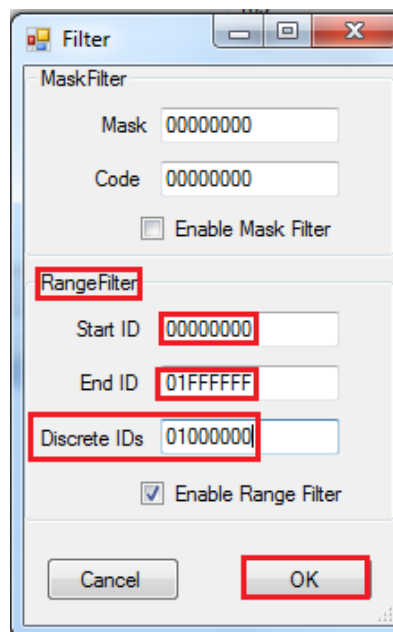 Filter
MaskFilter
Mask 00000000
Code 00000000
Enable Mask Filter
RangeFilter
Start ID 00000000
End ID 01FFFFFF
Discrete IDs 01000000
Enable Range Filter
Cancel OK